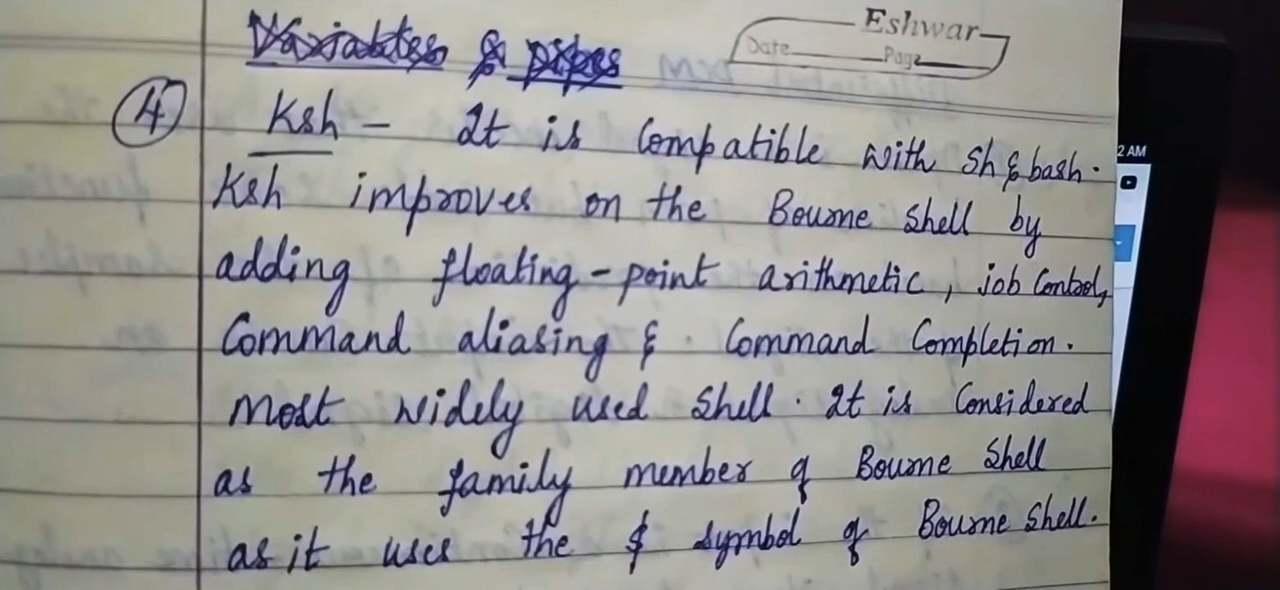 Variables & Pipes
Eshwar
Date Page
4 Ksh - It is Compatible with Sh & bash.
Ksh improves on the Bourne Shell by
adding floating-point arithmetic, job Control,
Command aliasing & Command Completion.
Most widely used Shell. It is Considered
as the family member of Bourne Shell
as it uses the $ symbol of Bourne Shell.
2 AM